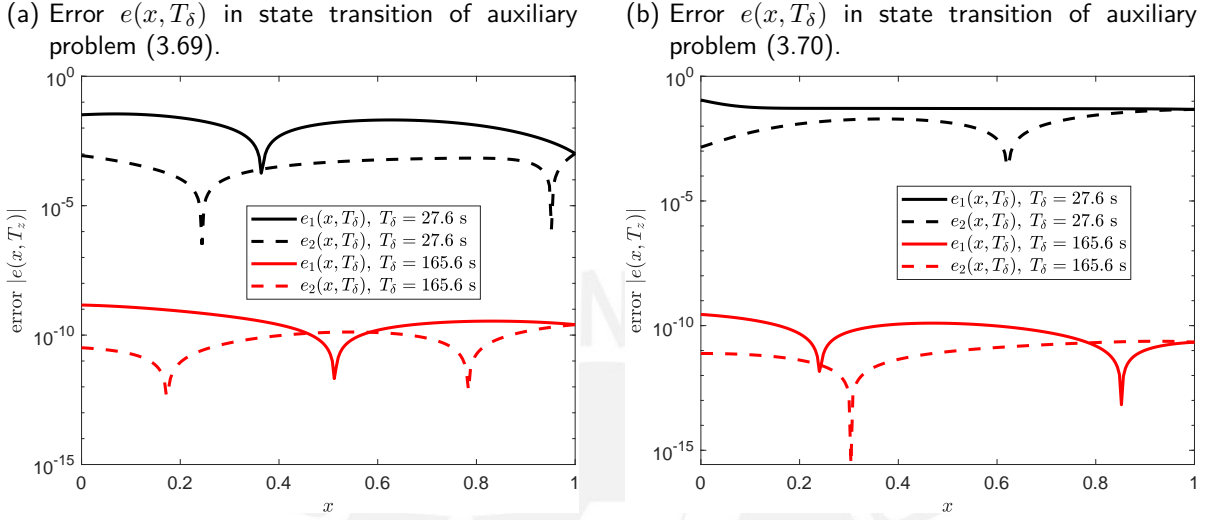 (a) Error e(x, T_δ) in state transition of auxiliary
problem (3.69).
10^0
10^-5
10^-10
10^-15
error |e(x, T_z)|
e_1(x, T_δ), T_δ = 27.6 s
e_2(x, T_δ), T_δ = 27.6 s
e_1(x, T_δ), T_δ = 165.6 s
e_2(x, T_δ), T_δ = 165.6 s
0 0.2 0.4 0.6 0.8 1
x
(b) Error e(x, T_δ) in state transition of auxiliary
problem (3.70).
10^0
10^-5
10^-10
10^-15
error |e(x, T_z)|
e_1(x, T_δ), T_δ = 27.6 s
e_2(x, T_δ), T_δ = 27.6 s
e_1(x, T_δ), T_δ = 165.6 s
e_2(x, T_δ), T_δ = 165.6 s
0 0.2 0.4 0.6 0.8 1
x